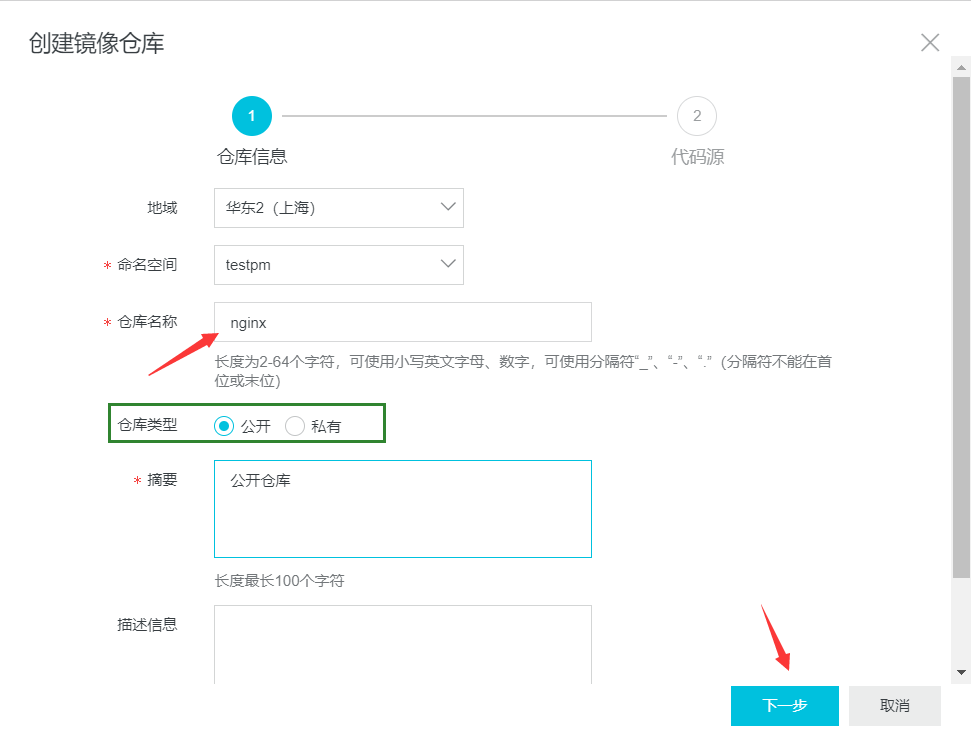 创建镜像仓库
1
2
仓库信息
代码源
地域
华东2（上海）
* 命名空间
testpm
* 仓库名称
nginx
长度为2-64个字符，可使用小写英文字母、数字，可使用分隔符“_”、“-”、“.”（分隔符不能在首
位或末位）
仓库类型
公开
私有
* 摘要
公开仓库
长度最长100个字符
描述信息
下一步
取消